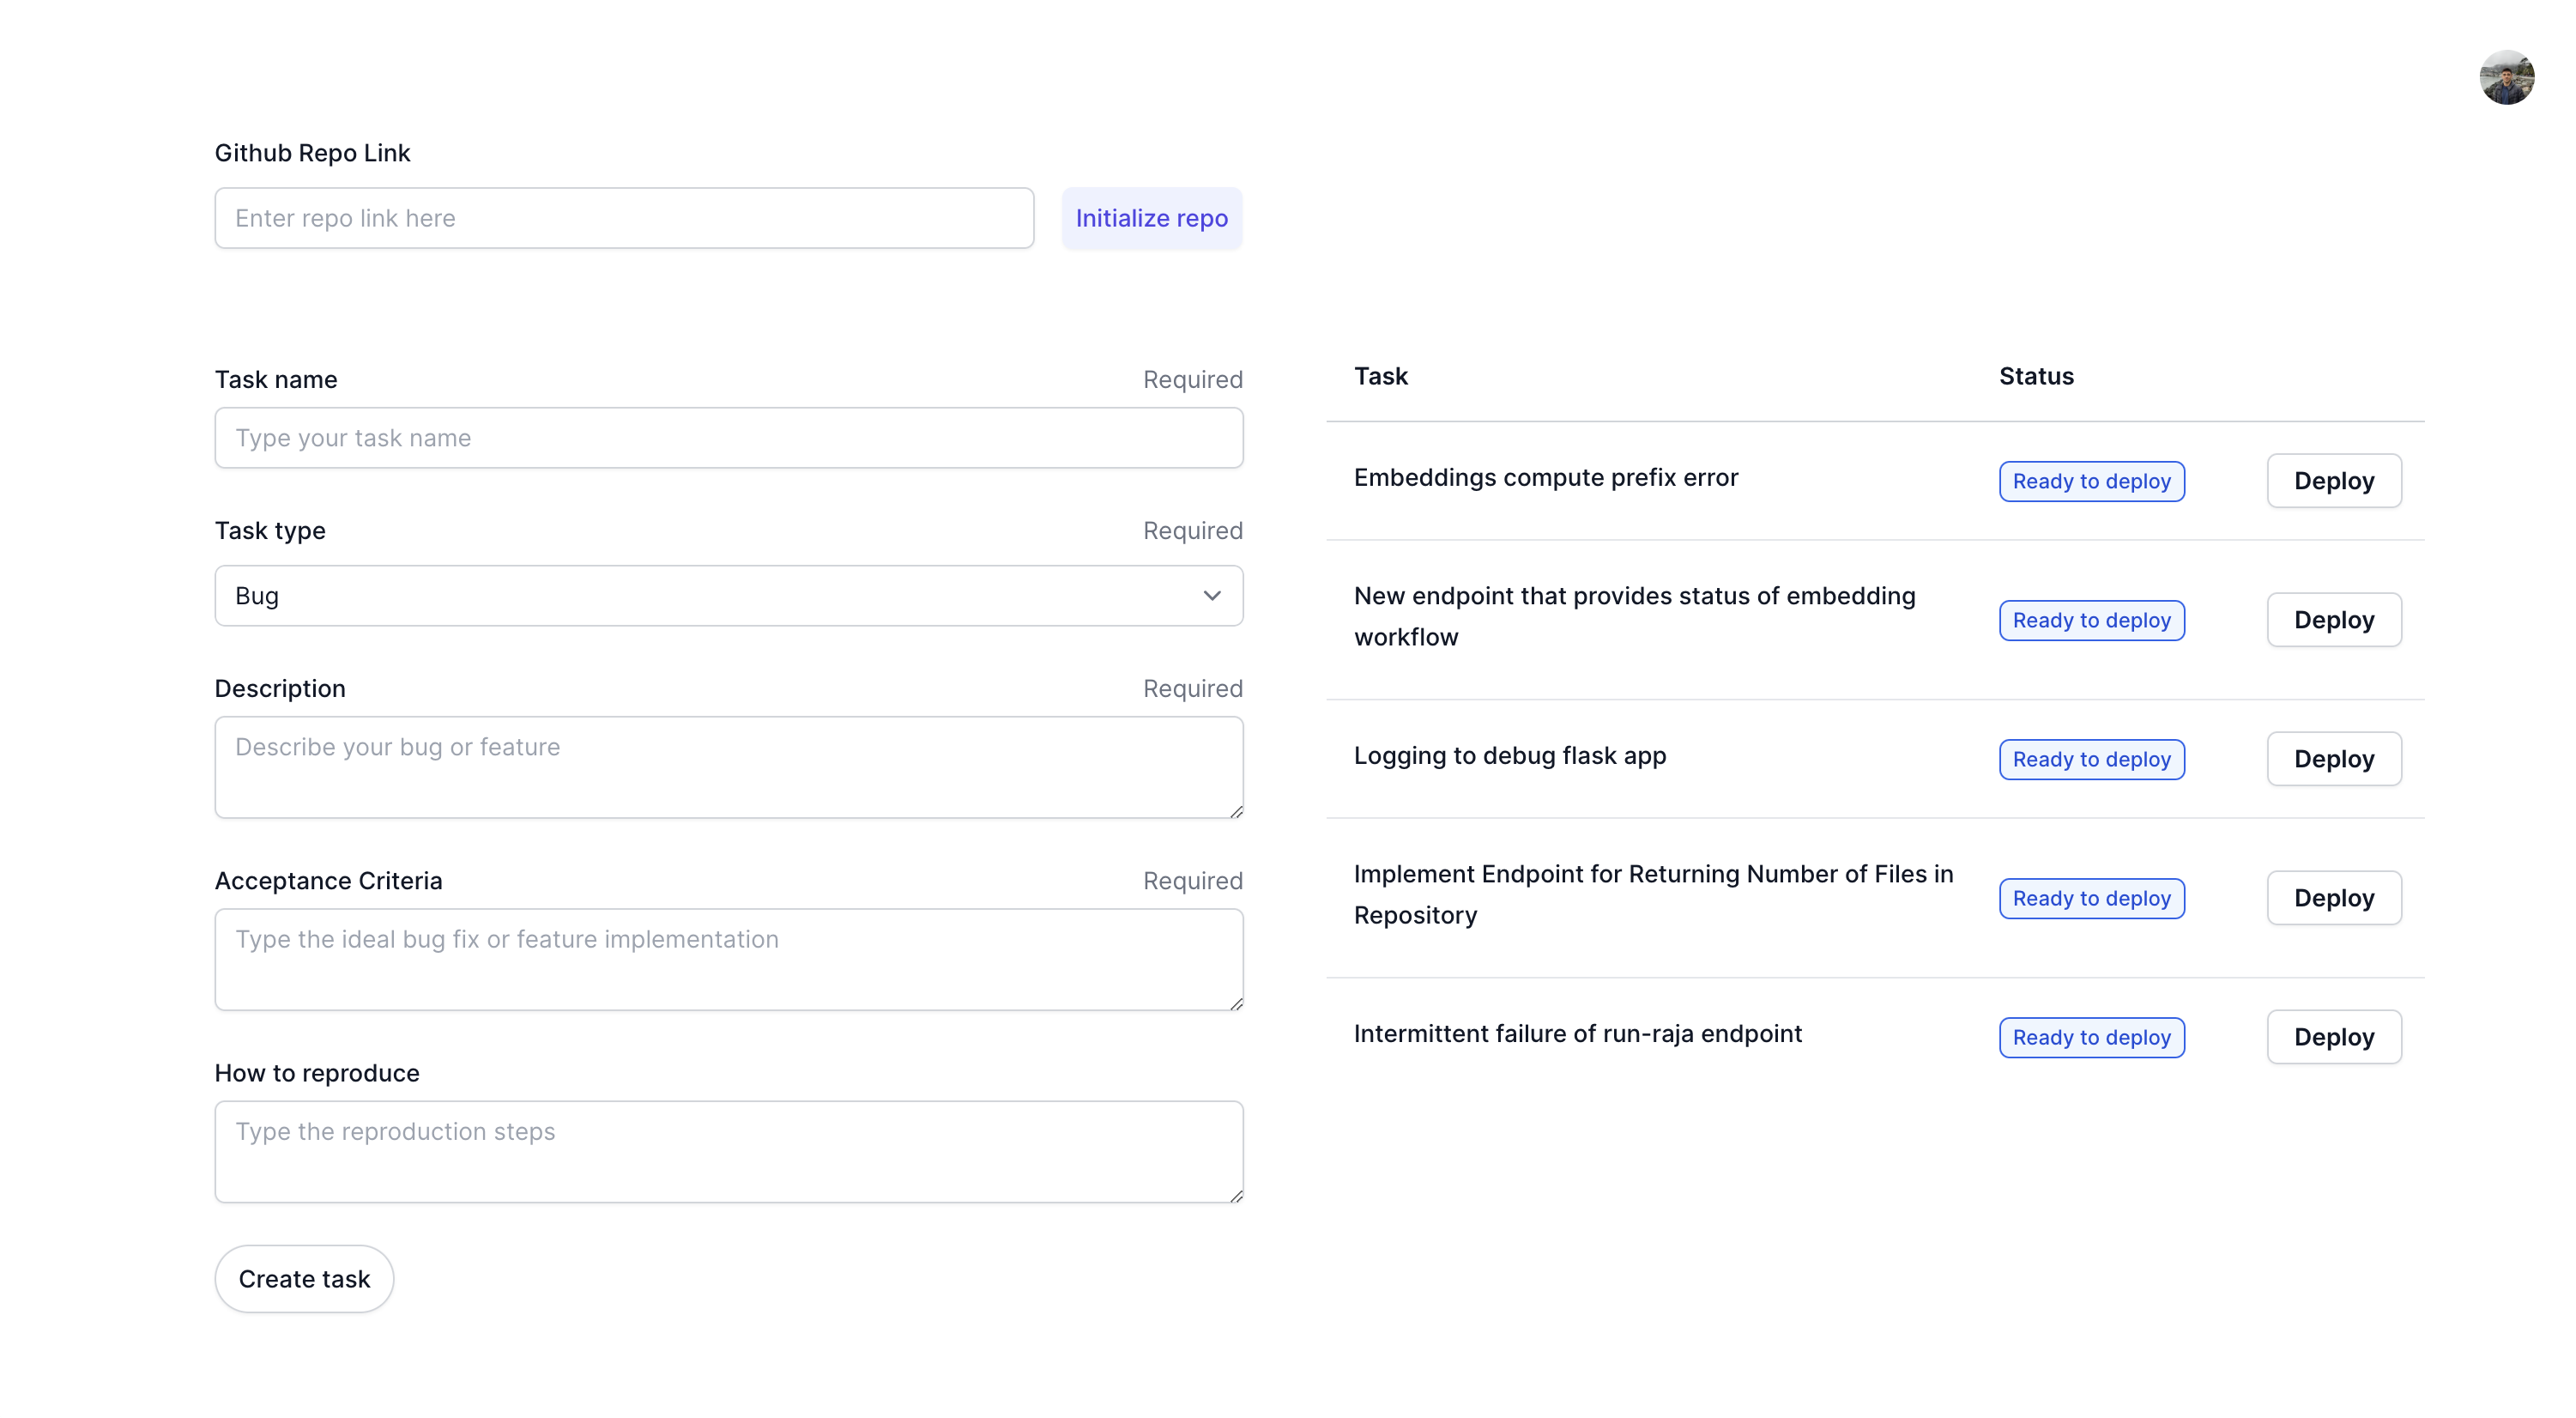 Github Repo Link
Enter repo link here
Initialize repo
Task name
Required
Type your task name
Task type
Required
Bug
Description
Required
Describe your bug or feature
Acceptance Criteria
Required
Type the ideal bug fix or feature implementation
How to reproduce
Type the reproduction steps
Create task
Task
Status
Embeddings compute prefix error
Ready to deploy
Deploy
New endpoint that provides status of embedding
workflow
Ready to deploy
Deploy
Logging to debug flask app
Ready to deploy
Deploy
Implement Endpoint for Returning Number of Files in
Repository
Ready to deploy
Deploy
Intermittent failure of run-raja endpoint
Ready to deploy
Deploy